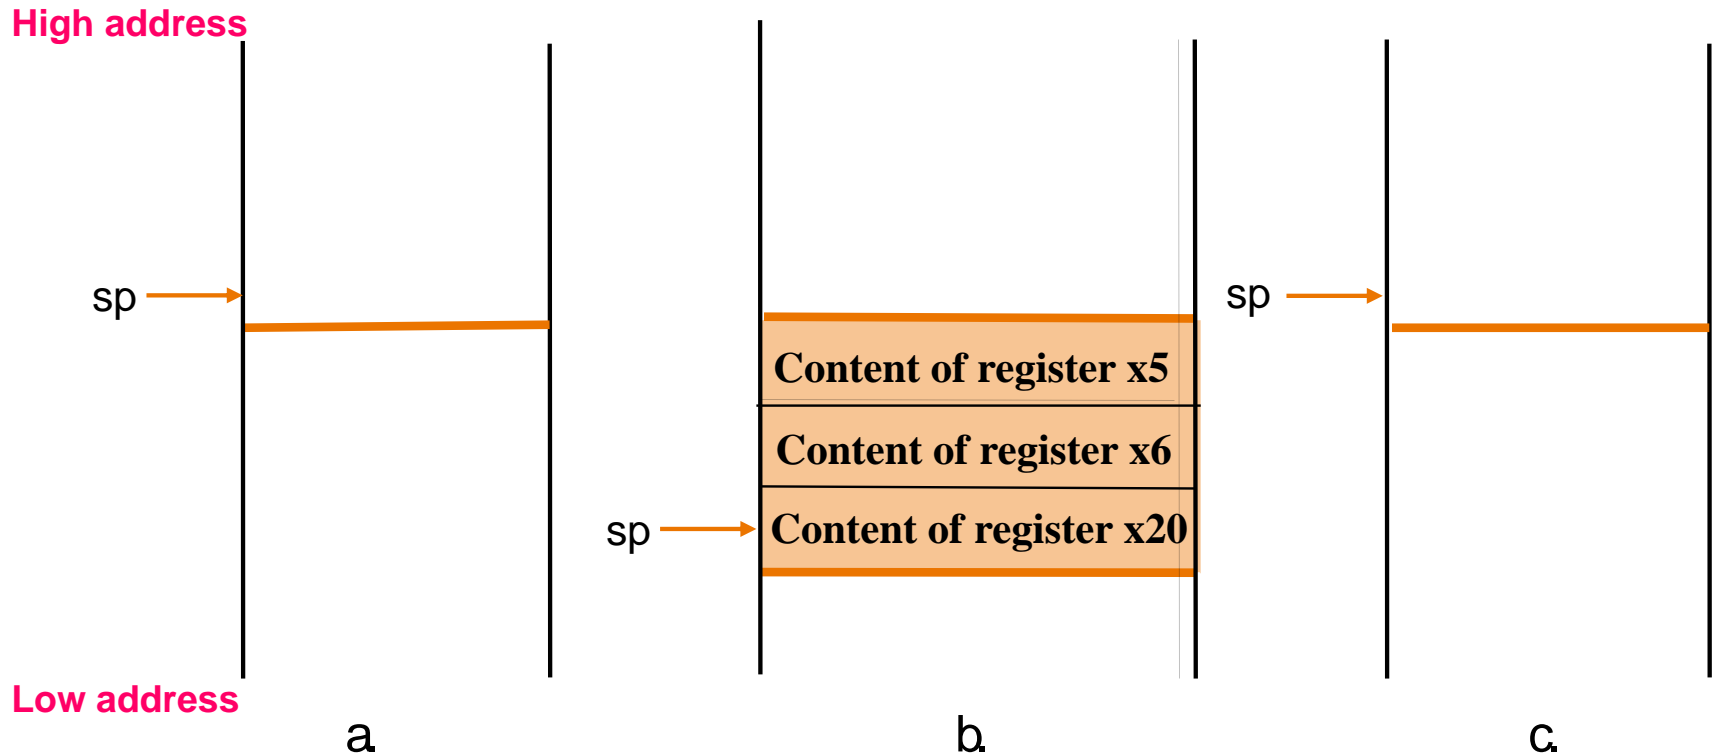 High address
sp
sp
Content of register x5
Content of register x6
sp
Content of register x20
Low address
a.
b.
c.